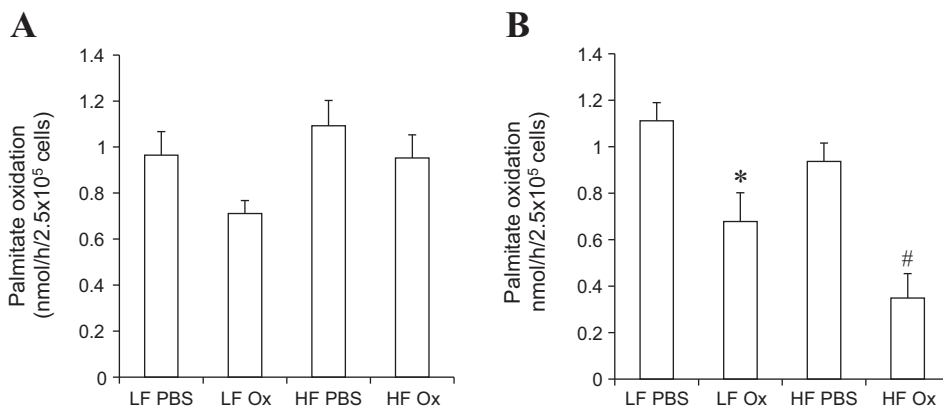 A
Palmitate oxidation
(nmol/h/2.5x10⁵ cells)
1.4
1.2
1
0.8
0.6
0.4
0.2
0
LF PBS LF Ox HF PBS HF Ox
B
Palmitate oxidation
nmol/h/2.5x10⁵ cells)
1.4
1.2
1
0.8
0.6
0.4
0.2
0
*
#
LF PBS LF Ox HF PBS HF Ox